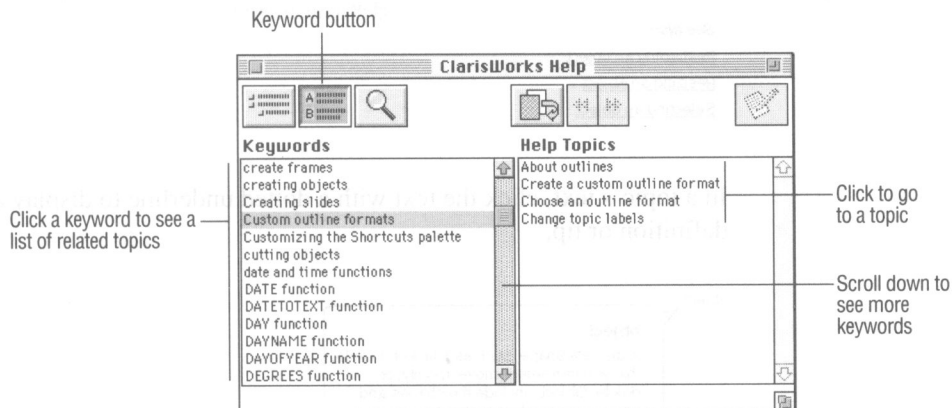 Keyword button
ClarisWorks Help
A
B
Keywords
Help Topics
create frames
creating objects
Creating slides
Custom outline formats
Customizing the Shortcuts palette
cutting objects
date and time functions
DATE function
DATETOTEXT function
DAY function
DAYNAME function
DAYOFYEAR function
DEGREES function
About outlines
Create a custom outline format
Choose an outline format
Change topic labels
Click a keyword to see a
list of related topics
Click to go
to a topic
Scroll down to
see more
keywords